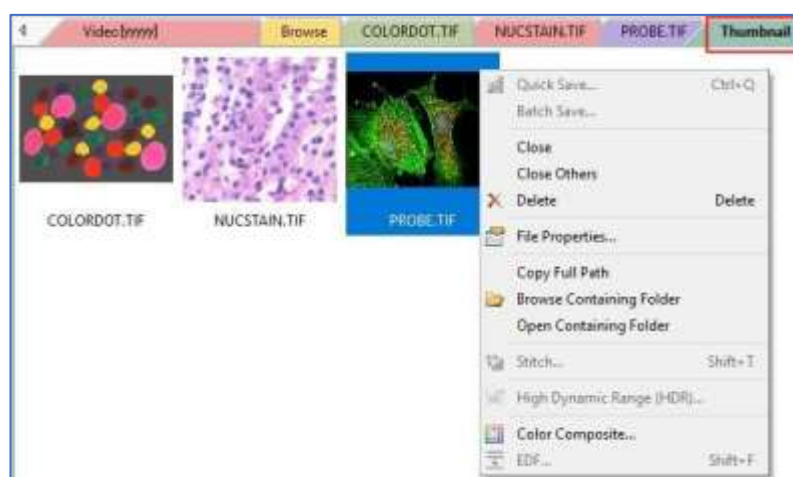 Video [yyyy] Browse COLORDOT.TIF NUCSTAIN.TIF PROBE.TIF Thumbnail
COLORDOT.TIF NUCSTAIN.TIF PROBE.TIF
Quick Save... Ctrl+Q
Batch Save...
Close
Close Others
Delete Delete
File Properties...
Copy Full Path
Browse Containing Folder
Open Containing Folder
Stitch... Shift+T
High Dynamic Range (HDR)...
Color Composite...
EDF... Shift+F